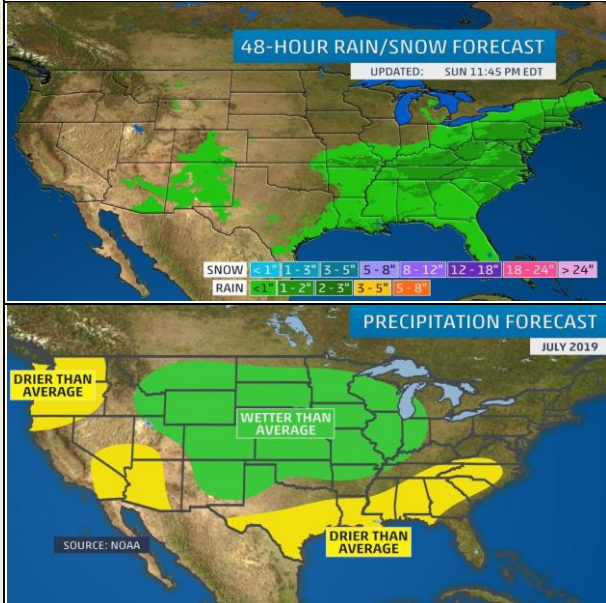 48-HOUR RAIN/SNOW FORECAST
UPDATED: SUN 11:45 PM EDT
SNOW <1" 1 - 3" 3 - 5" 5 - 8" 8 - 12" 12 - 18" 18 - 24" > 24"
RAIN <1" 1 - 2" 2 - 3" 3 - 5" 5 - 8"
PRECIPITATION FORECAST
JULY 2019
DRIER THAN
AVERAGE
WETTER THAN
AVERAGE
SOURCE: NOAA
DRIER THAN
AVERAGE